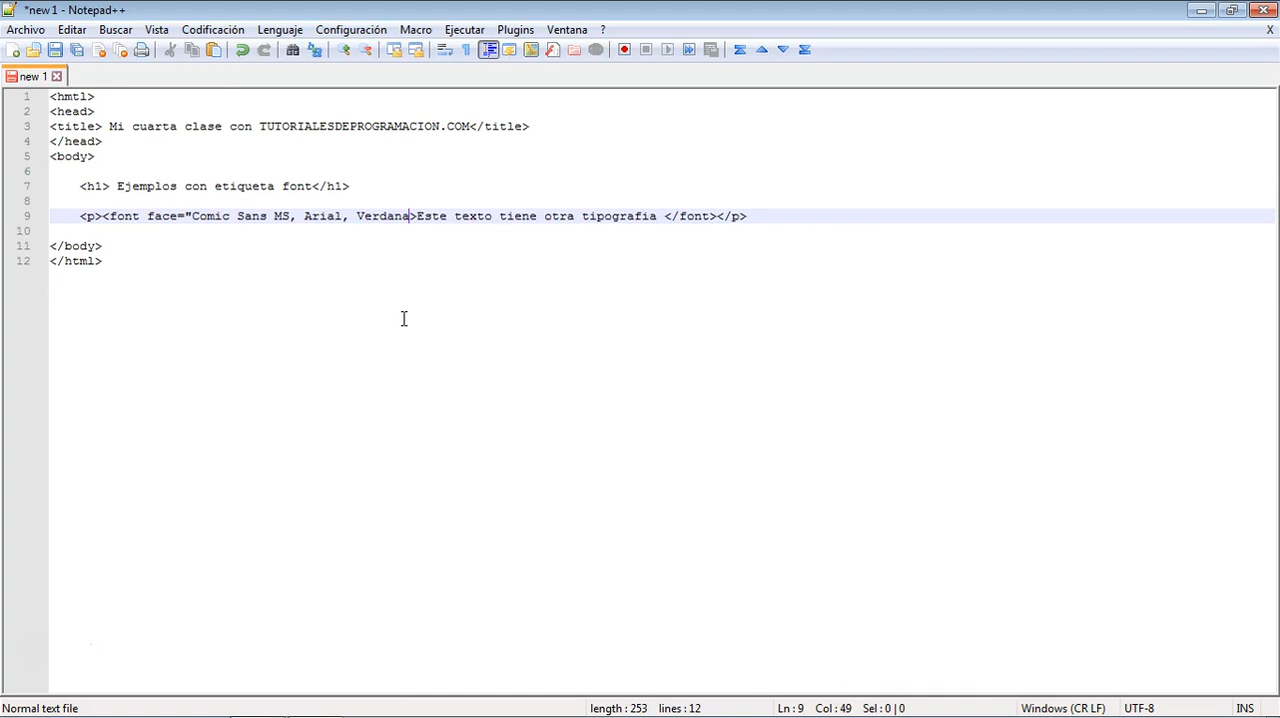 *new 1 - Notepad++
Archivo Editar Buscar Vista Codificación Lenguaje Configuración Macro Ejecutar Plugins Ventana ? X
new 1
1 <hmtl>
2 <head>
3 <title> Mi cuarta clase con TUTORIALESDEPROGRAMACION.COM</title>
4 </head>
5 <body>
6
7 <h1> Ejemplos con etiqueta font</h1>
8
9 <p><font face="Comic Sans MS, Arial, Verdana>Este texto tiene otra tipografia </font></p>
10
11 </body>
12 </html>
Normal text file length : 253 lines : 12 Ln : 9 Col : 49 Sel : 0 | 0 Windows (CR LF) UTF-8 INS